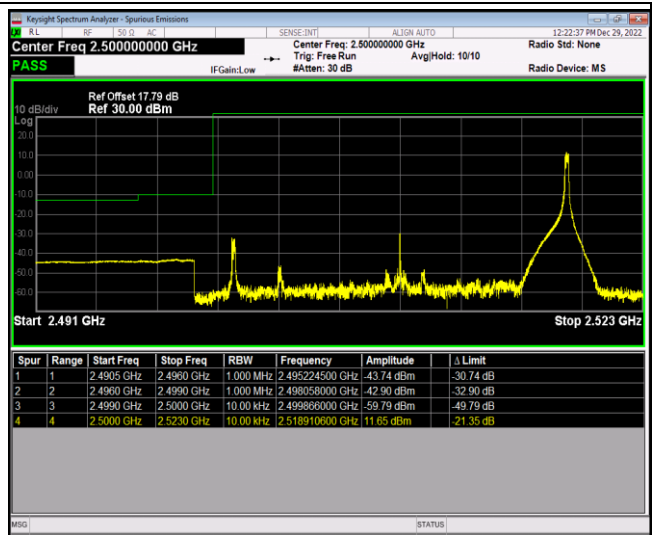 Keysight Spectrum Analyzer - Spurious Emissions
RL RF 50 Ω AC SENSE:INT ALIGN AUTO 12:22:37 PM Dec 29, 2022
Center Freq 2.500000000 GHz Center Freq: 2.500000000 GHz Radio Std: None
PASS Trig: Free Run Avg|Hold: 10/10
IFGain:Low #Atten: 30 dB Radio Device: MS
Ref Offset 17.79 dB
10 dB/div Ref 30.00 dBm
Log
20.0
10.0
0.00
-10.0
-20.0
-30.0
-40.0
-50.0
-60.0
Start 2.491 GHz Stop 2.523 GHz
Spur Range Start Freq Stop Freq RBW Frequency Amplitude Δ Limit
1 1 2.4905 GHz 2.4960 GHz 1.000 MHz 2.495224500 GHz -43.74 dBm -30.74 dB
2 2 2.4960 GHz 2.4990 GHz 1.000 MHz 2.498058000 GHz -42.90 dBm -32.90 dB
3 3 2.4990 GHz 2.5000 GHz 10.00 kHz 2.499866000 GHz -59.79 dBm -49.79 dB
4 4 2.5000 GHz 2.5230 GHz 10.00 kHz 2.518910600 GHz 11.65 dBm -21.35 dB
MSG STATUS